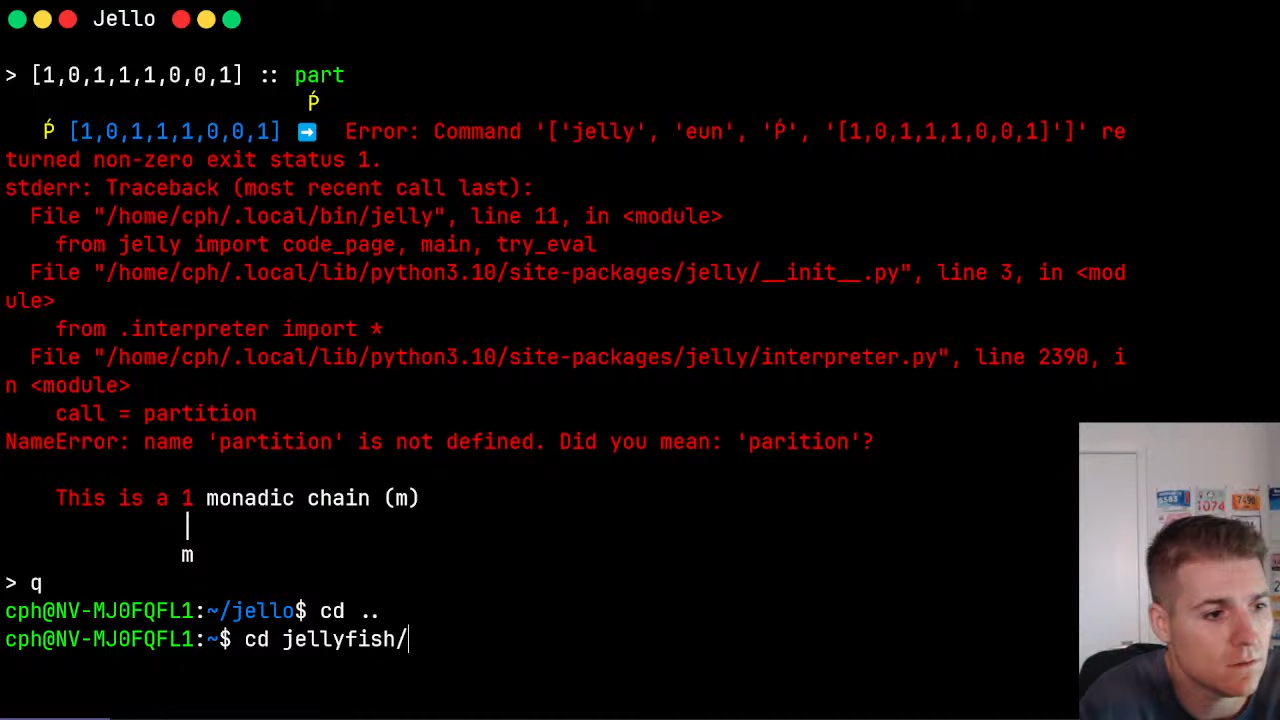 Jello
> [1,0,1,1,1,0,0,1] :: part
Ṕ
Ṕ [1,0,1,1,1,0,0,1] ➡ Error: Command '['jelly', 'eun', 'Ṕ', '[1,0,1,1,1,0,0,1]']' re
turned non-zero exit status 1.
stderr: Traceback (most recent call last):
File "/home/cph/.local/bin/jelly", line 11, in <module>
from jelly import code_page, main, try_eval
File "/home/cph/.local/lib/python3.10/site-packages/jelly/__init__.py", line 3, in <mod
ule>
from .interpreter import *
File "/home/cph/.local/lib/python3.10/site-packages/jelly/interpreter.py", line 2390, i
n <module>
call = partition
NameError: name 'partition' is not defined. Did you mean: 'parition'?
This is a 1 monadic chain (m)
m
> q
cph@NV-MJ0FQFL1:~/jello$ cd ..
cph@NV-MJ0FQFL1:~$ cd jellyfish/
1074
7490